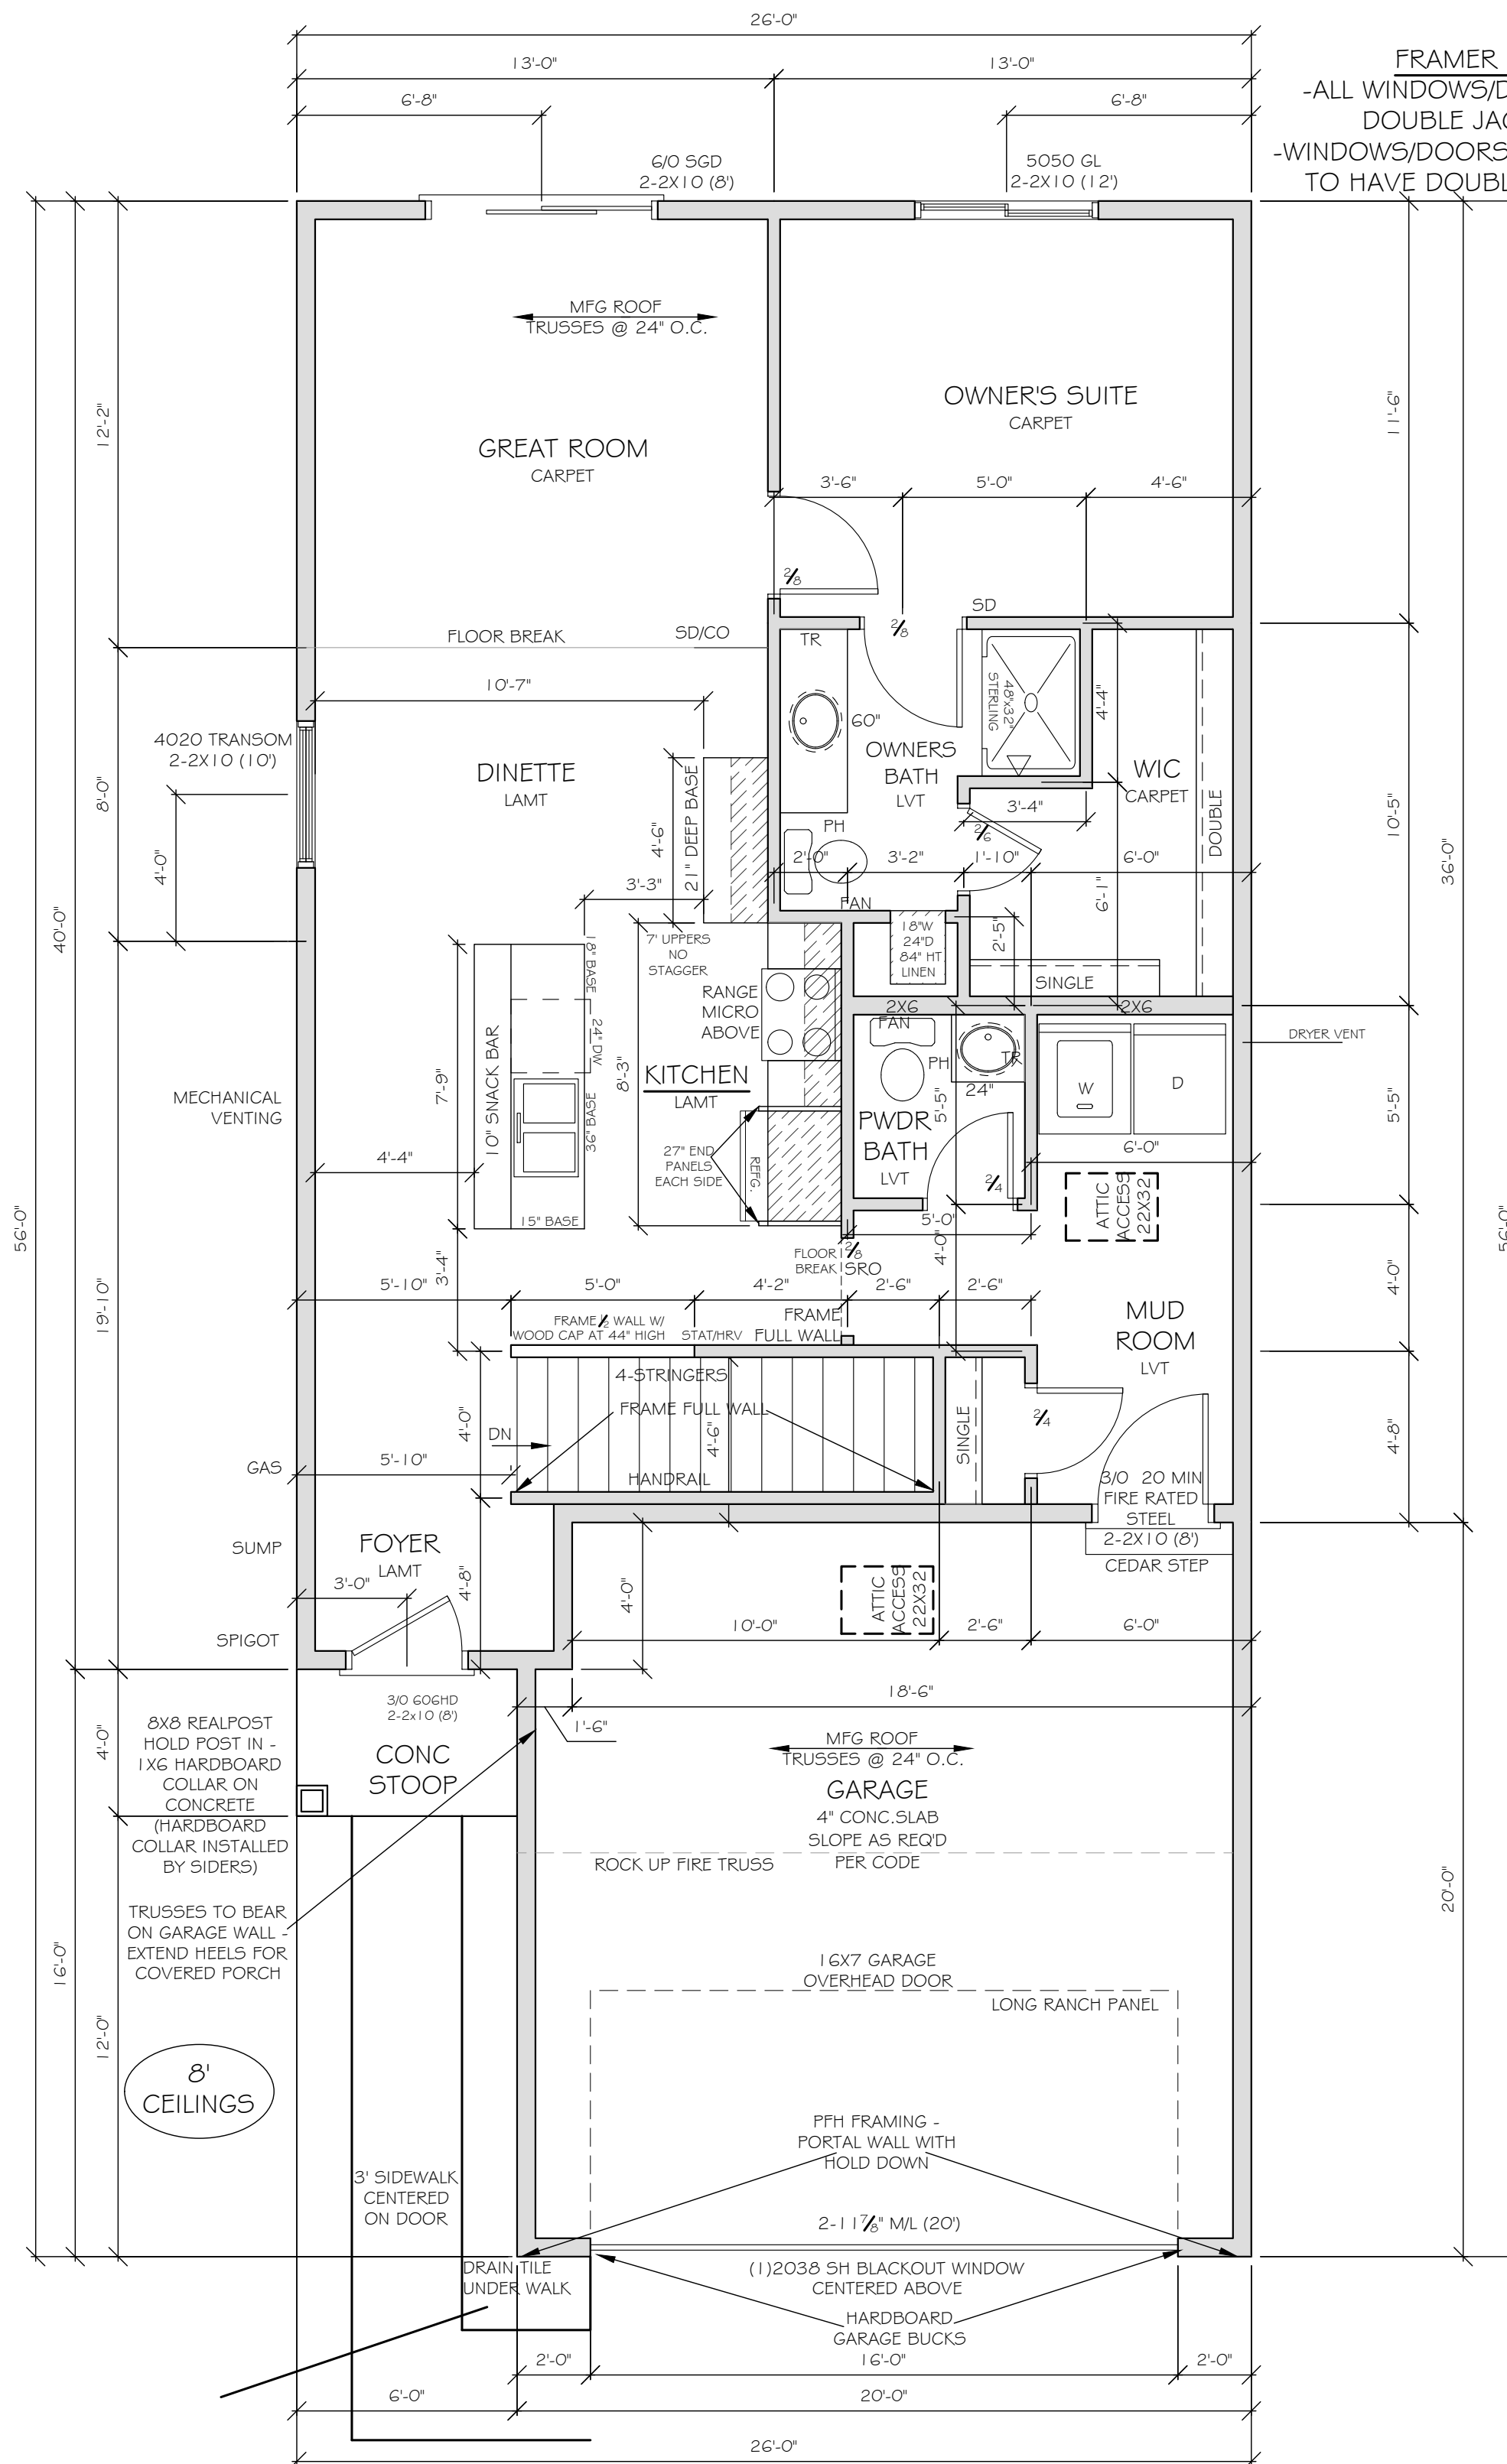 26'-0"
13'-0"
13'-0"
6'-8"
6'-8"
FRAMER
-ALL WINDOWS/D
DOUBLE JA
-WINDOWS/DOORS
TO HAVE DOUBL
6/0 SGD
2-2X10 (8')
5050 GL
2-2X10 (12')
MFG ROOF
TRUSSES @ 24" O.C.
OWNER'S SUITE
CARPET
GREAT ROOM
CARPET
12'-2"
11'-6"
3'-6"
5'-0"
4'-6"
2/8
SD
2/8
FLOOR BREAK
SD/CO
TR
10'-7"
60"
STERLING
48"x32"
4'-4"
4020 TRANSOM
2-2X10 (10')
DINETTE
LAMT
OWNERS
BATH
LVT
WIC
CARPET
8'-0"
4'-0"
4'-6"
21" DEEP BASE
3'-4"
2/6
DOUBLE
10'-5"
36'-0"
PH
2'-0"
3'-2"
1'-10"
6'-0"
3'-3"
FAN
6'-1"
40'-0"
7' UPPERS
NO
STAGGER
18" BASE
18"W
24"D
84" HT
LINEN
2'-5"
SINGLE
RANGE
MICRO
ABOVE
2X6
2X6
FAN
24" DW
10" SNACK BAR
8'-3"
7'-9"
KITCHEN
LAMT
PH
TR
24"
W
D
DRYER VENT
MECHANICAL
VENTING
36" BASE
5'-5"
5'-5"
PWDR
BATH
LVT
4'-4"
27" END
PANELS
EACH SIDE
REFG.
2/4
6'-0"
ATTIC
ACCESS
22X32
15" BASE
5'-0"
56'-0"
56'-0"
3'-4"
FLOOR
BREAK
2/8
SRO
4'-0"
4'-0"
19'-10"
5'-10"
5'-0"
4'-2"
2'-6"
2'-6"
FRAME 1/2 WALL W/
WOOD CAP AT 44" HIGH
STAT/HRV
FRAME
FULL WALL
MUD
ROOM
LVT
4-STRINGERS
FRAME FULL WALL
4'-0"
DN
4'-6"
SINGLE
2/4
4'-8"
GAS
5'-10"
HANDRAIL
3/0 20 MIN
FIRE RATED
STEEL
2-2X10 (8')
CEDAR STEP
SUMP
FOYER
LAMT
3'-0"
4'-8"
4'-0"
ATTIC
ACCESS
22X32
SPIGOT
10'-0"
2'-6"
6'-0"
3/0 606HD
2-2x10 (8')
18'-6"
1'-6"
8X8 REALPOST
HOLD POST IN -
1X6 HARDBOARD
COLLAR ON
CONCRETE
(HARDBOARD
COLLAR INSTALLED
BY SIDERS)
4'-0"
CONC
STOOP
MFG ROOF
TRUSSES @ 24" O.C.
GARAGE
4" CONC.SLAB
SLOPE AS REQ'D
PER CODE
ROCK UP FIRE TRUSS
20'-0"
TRUSSES TO BEAR
ON GARAGE WALL -
EXTEND HEELS FOR
COVERED PORCH
16'-0"
12'-0"
16X7 GARAGE
OVERHEAD DOOR
LONG RANCH PANEL
8'
CEILINGS
PFH FRAMING -
PORTAL WALL WITH
HOLD DOWN
3' SIDEWALK
CENTERED
ON DOOR
2-11 7/8" M/L (20')
DRAIN TILE
UNDER WALK
(1)2038 SH BLACKOUT WINDOW
CENTERED ABOVE
HARDBOARD
GARAGE BUCKS
2'-0"
16'-0"
2'-0"
6'-0"
20'-0"
26'-0"